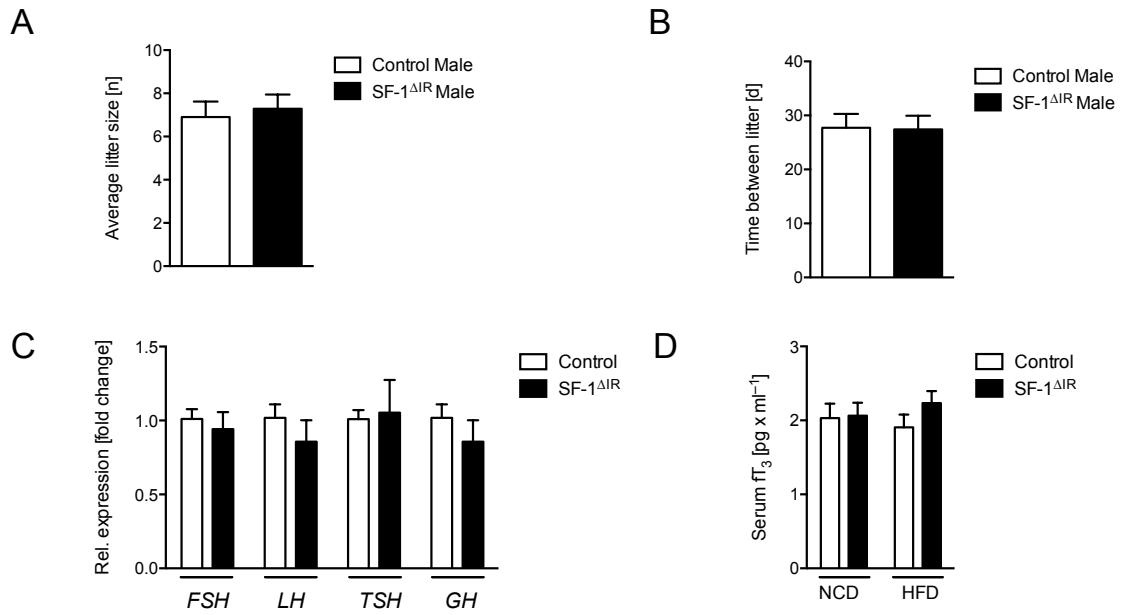 A
Average litter size [n]
10
8
6
4
2
0
Control Male
SF-1ΔIR Male
B
Time between litter [d]
40
30
20
10
0
Control Male
SF-1ΔIR Male
C
Rel. expression [fold change]
1.5
1.0
0.5
0.0
FSH LH TSH GH
Control
SF-1ΔIR
D
Serum fT3 [pg x ml–1]
3
2
1
0
NCD HFD
Control
SF-1ΔIR